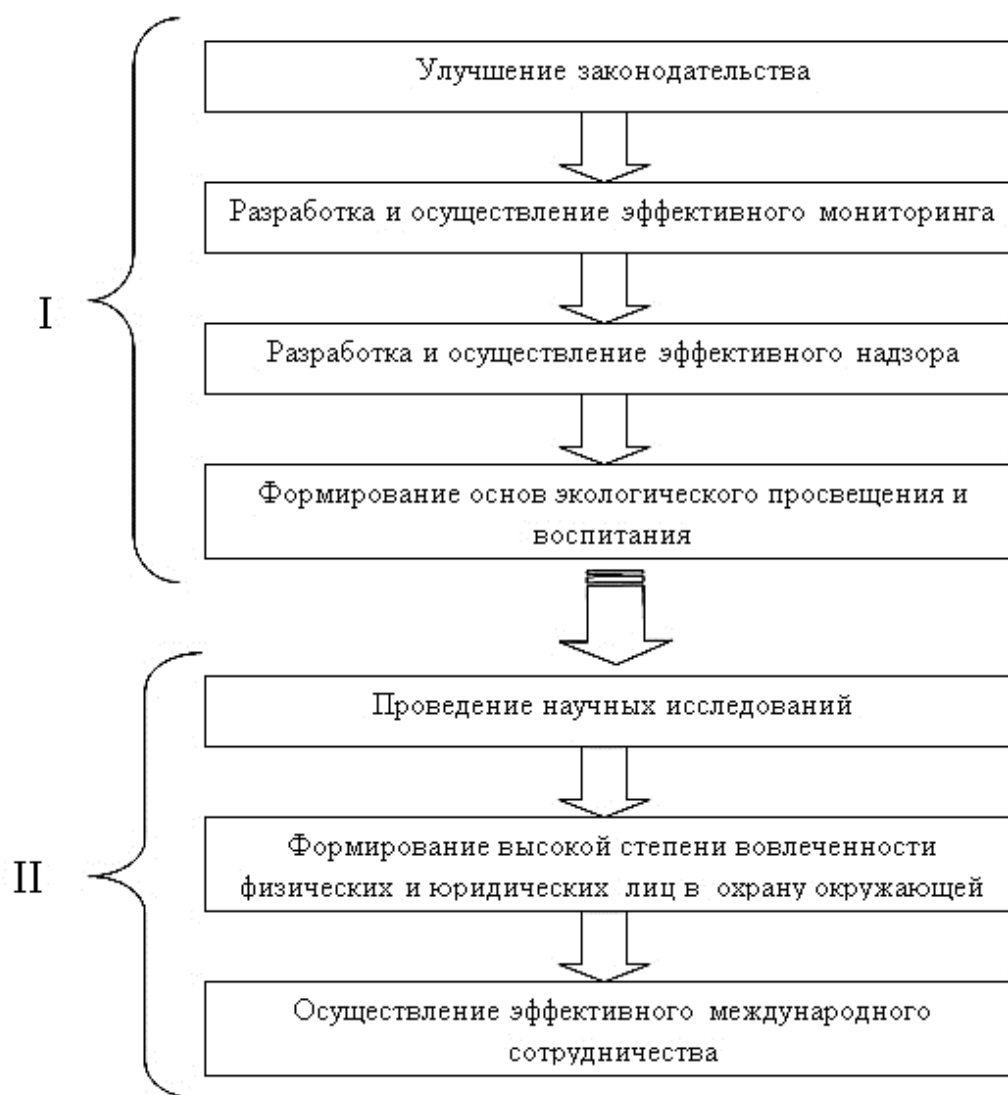 Улучшение законодательства
Разработка и осуществление эффективного мониторинга
I
Разработка и осуществление эффективного надзора
Формирование основ экологического просвещения и
воспитания
Проведение научных исследований
II
Формирование высокой степени вовлеченности
физических и юридических лиц в охрану окружающей
Осуществление эффективного международного
сотрудничества